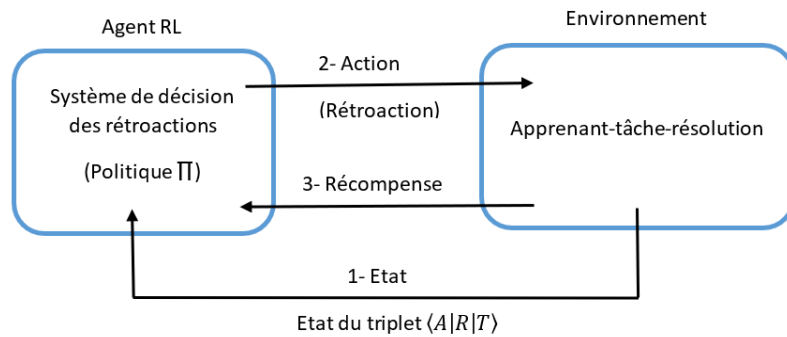 Agent RL
Environnement
Système de décision
des rétroactions
(Politique ∏)
2- Action
(Rétroaction)
Apprenant-tâche-résolution
3- Récompense
1- Etat
Etat du triplet ⟨A|R|T⟩